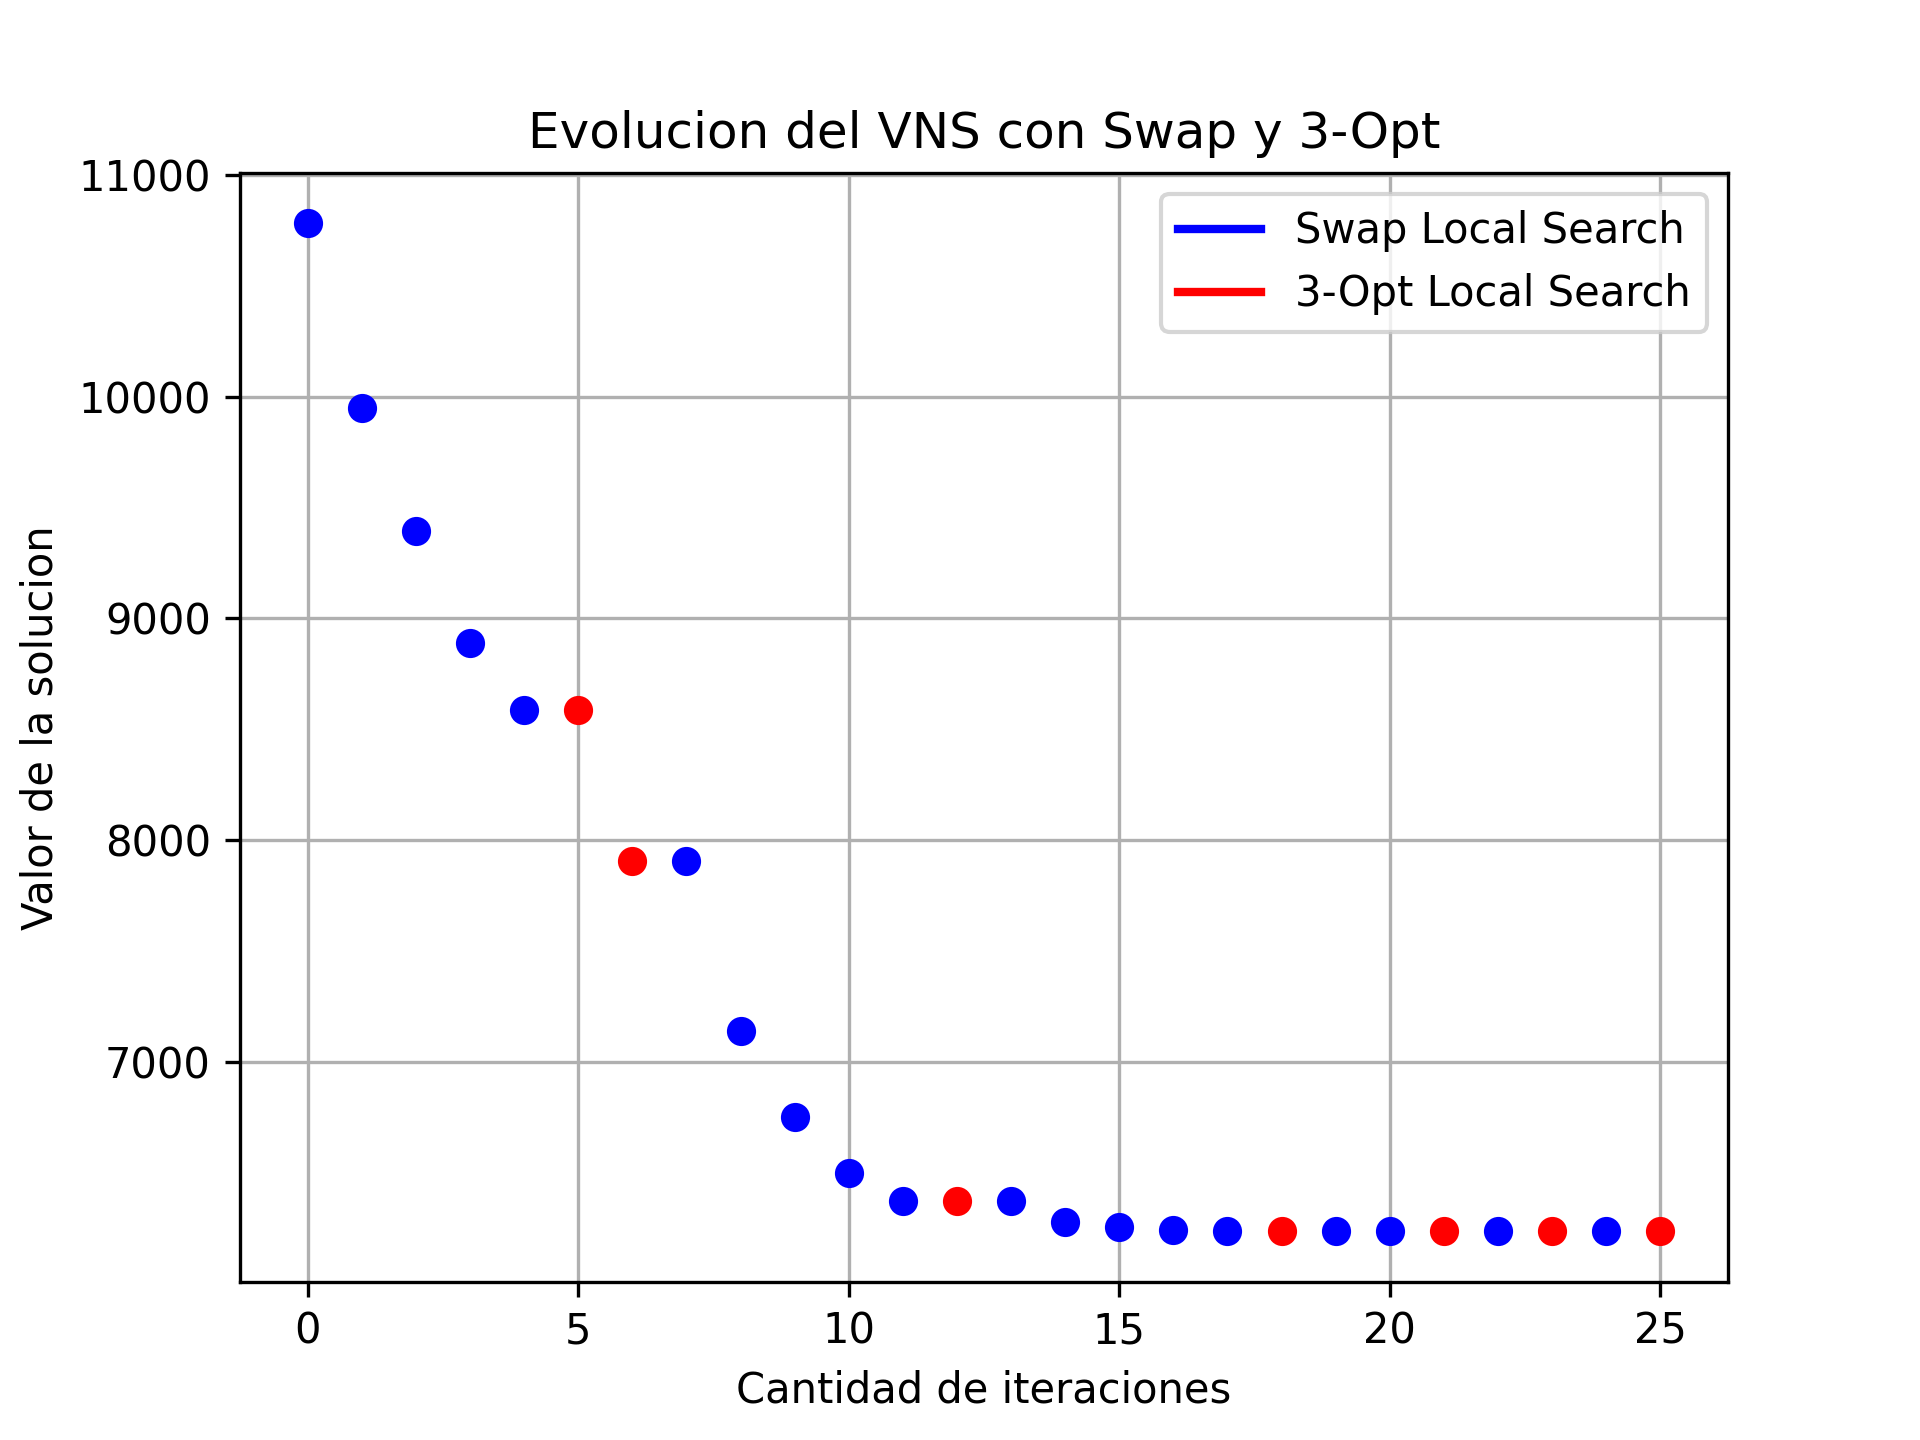 Evolucion del VNS con Swap y 3-Opt
Swap Local Search
3-Opt Local Search
11000
10000
9000
8000
7000
Valor de la solucion
0 5 10 15 20 25
Cantidad de iteraciones